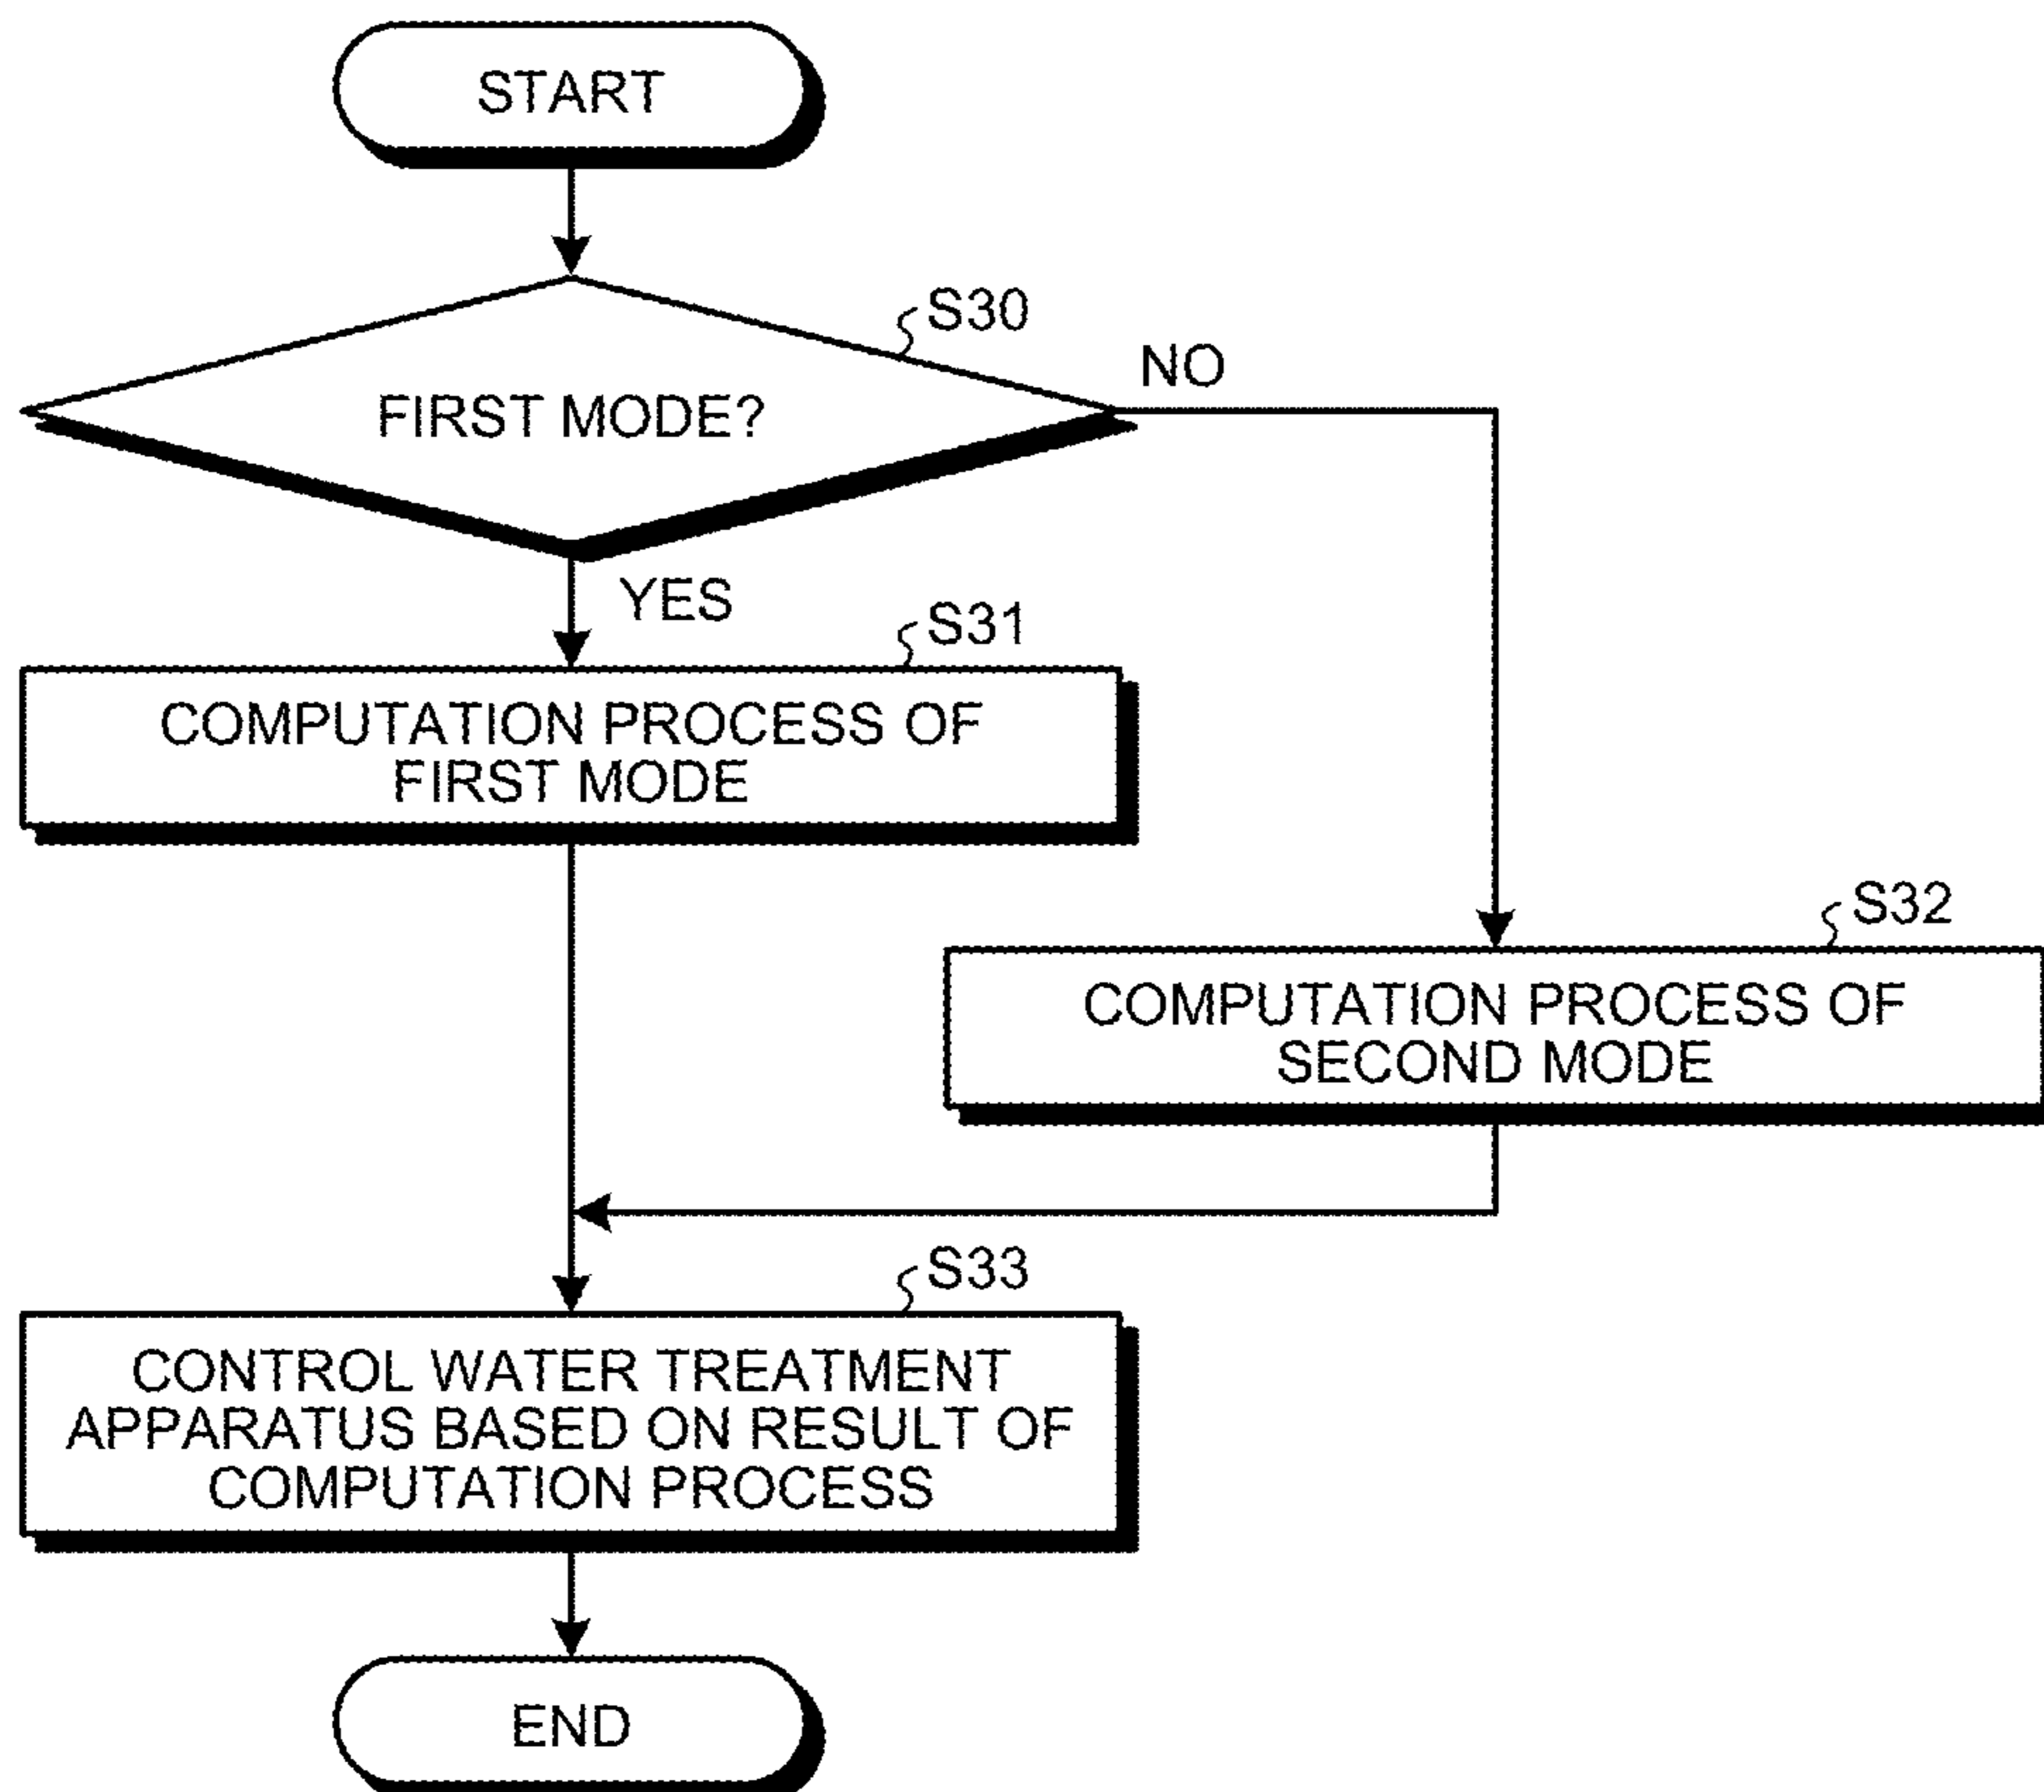 START
S30
FIRST MODE?
NO
YES
S31
COMPUTATION PROCESS OF
FIRST MODE
S32
COMPUTATION PROCESS OF
SECOND MODE
S33
CONTROL WATER TREATMENT
APPARATUS BASED ON RESULT OF
COMPUTATION PROCESS
END